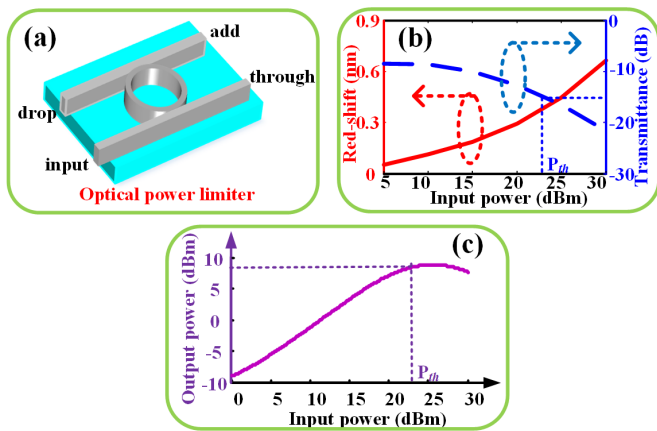 (a)
add
through
drop
input
Optical power limiter
(b)
Red-shift (nm)
0.9
0.6
0.3
0
5
10
15
20
25
30
Input power (dBm)
P_th
0
-10
-20
-30
Transmittance (dB)
(c)
Output power (dBm)
10
5
0
-5
-10
0
5
10
15
20
25
30
Input power (dBm)
P_th